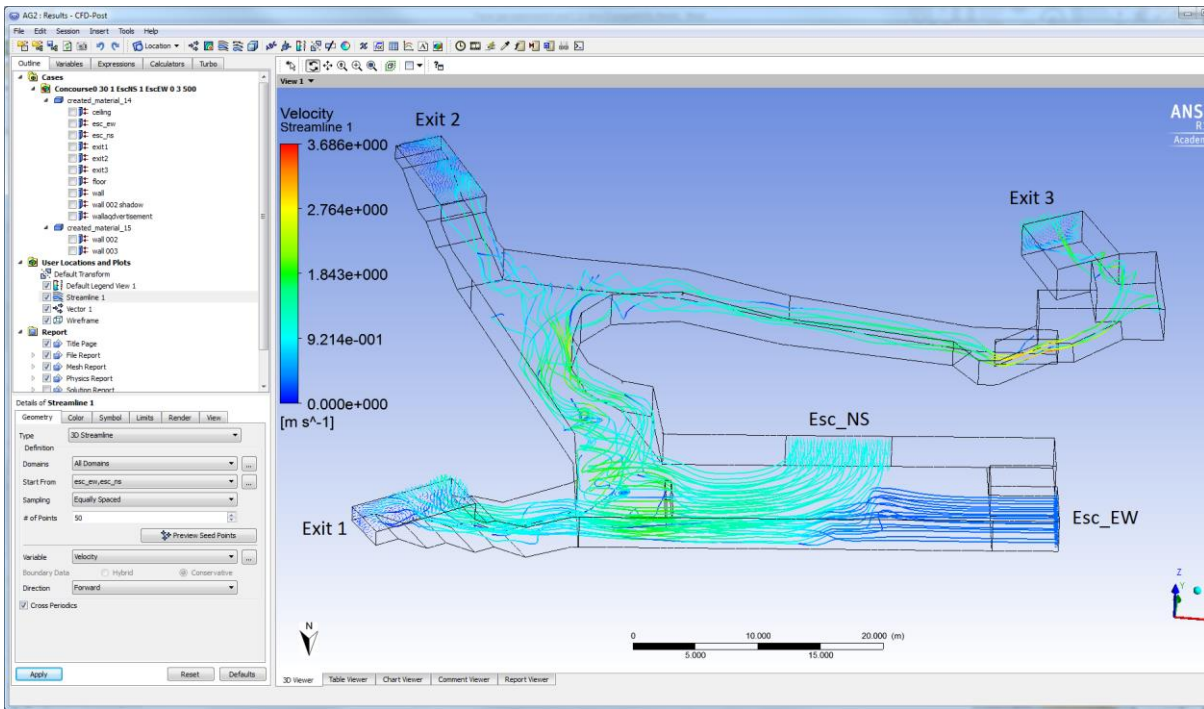 AG2 : Results - CFD-Post
File Edit Session Insert Tools Help
Location
Outline Variables Expressions Calculators Turbo
Cases
Concourse0 30 1 EscNS 1 EscEW 0 3 500
created_material_14
ceiling
esc_ew
esc_ns
exit1
exit2
exit3
floor
wall
wall 002 shadow
created_material_15
wall 002
wall 003
User Locations and Plots
Default Transform
Default Legend View 1
Streamline 1
Vector 1
Wireframe
Report
Title Page
File Report
Mesh Report
Physics Report
Solution Report
Details of Streamline 1
Geometry Color Symbol Limits Render View
Type 3D Streamline
Definition
Domains All Domains
Start From esc_ew,esc_ns
Sampling Equally Spaced
# of Points 50
Preview Seed Points
Variable Velocity
Boundary Data Hybrid Conservative
Direction Forward
Cross Periodics
Apply Reset Defaults
View 1
Velocity
Streamline 1
3.686e+000
2.764e+000
1.843e+000
9.214e-001
0.000e+000
[m s^-1]
Exit 2
ANS
R
Academ
Exit 3
Esc_NS
Exit 1
Esc_EW
N
Z
Y
0 10.000 20.000 (m)
5.000 15.000
3D Viewer Table Viewer Chart Viewer Comment Viewer Report Viewer